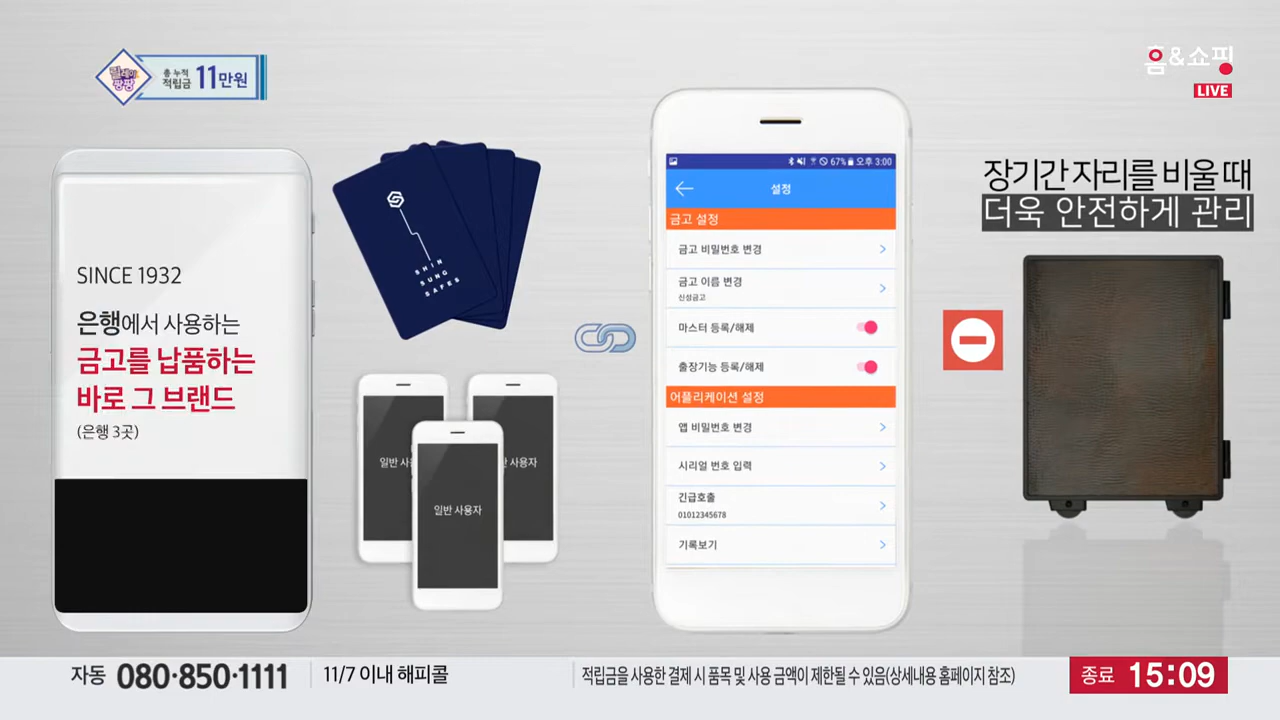 릴레이
팡팡
총 누적
적립금 11만원
홈&쇼핑
LIVE
SINCE 1932
은행에서 사용하는
금고를 납품하는
바로 그 브랜드
(은행 3곳)
SHIN
SUNG
SAFES
일반 사
반 사용자
일반 사용자
67% 오후 3:00
설정
금고 설정
금고 비밀번호 변경
금고 이름 변경
신성금고
마스터 등록/해제
출장기능 등록/해제
어플리케이션 설정
앱 비밀번호 변경
시리얼 번호 입력
긴급호출
01012345678
기록보기
장기간 자리를 비울 때
더욱 안전하게 관리
자동 080·850·1111
11/7 이내 해피콜
적립금을 사용한 결제 시 품목 및 사용 금액이 제한될 수 있음(상세내용 홈페이지 참조)
종료 15:09